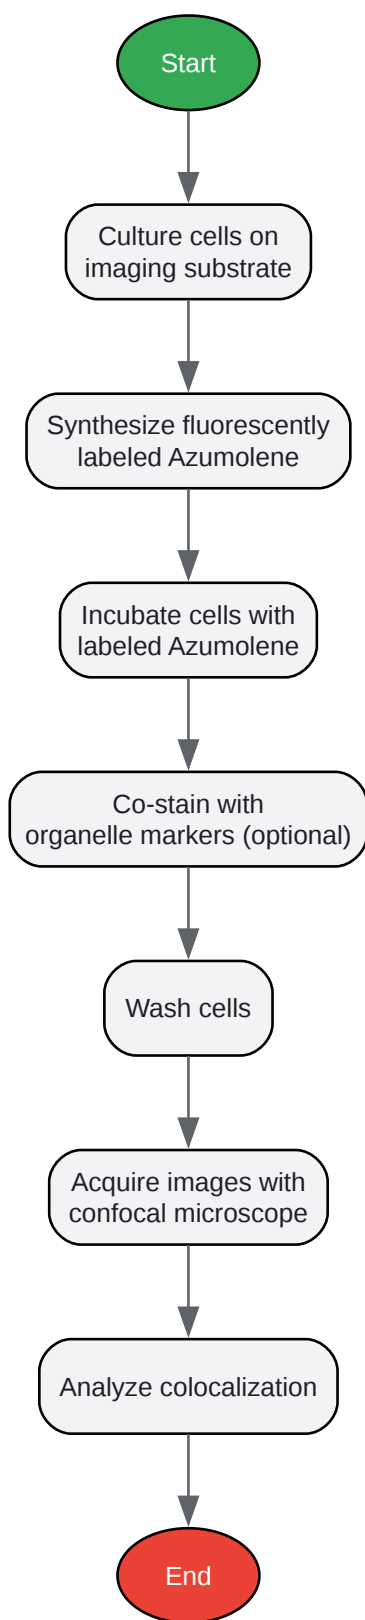 Start
Culture cells on
imaging substrate
Synthesize fluorescently
labeled Azumolene
Incubate cells with
labeled Azumolene
Co-stain with
organelle markers (optional)
Wash cells
Acquire images with
confocal microscope
Analyze colocalization
End